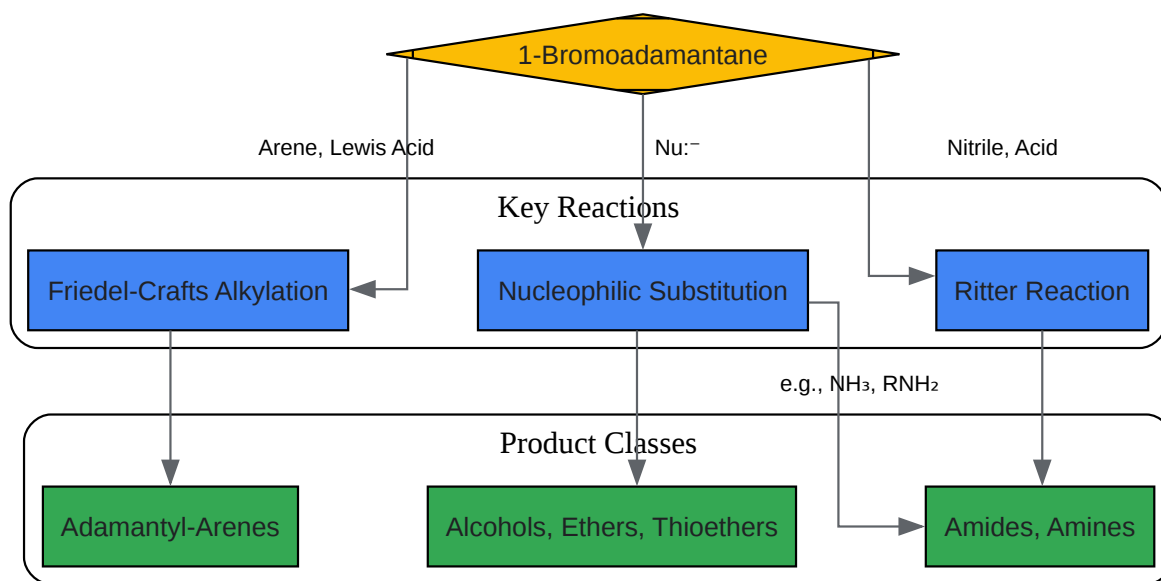 1-Bromoadamantane
Arene, Lewis Acid
Nu:⁻
Nitrile, Acid
Key Reactions
Friedel-Crafts Alkylation
Nucleophilic Substitution
Ritter Reaction
e.g., NH₃, RNH₂
Product Classes
Adamantyl-Arenes
Alcohols, Ethers, Thioethers
Amides, Amines